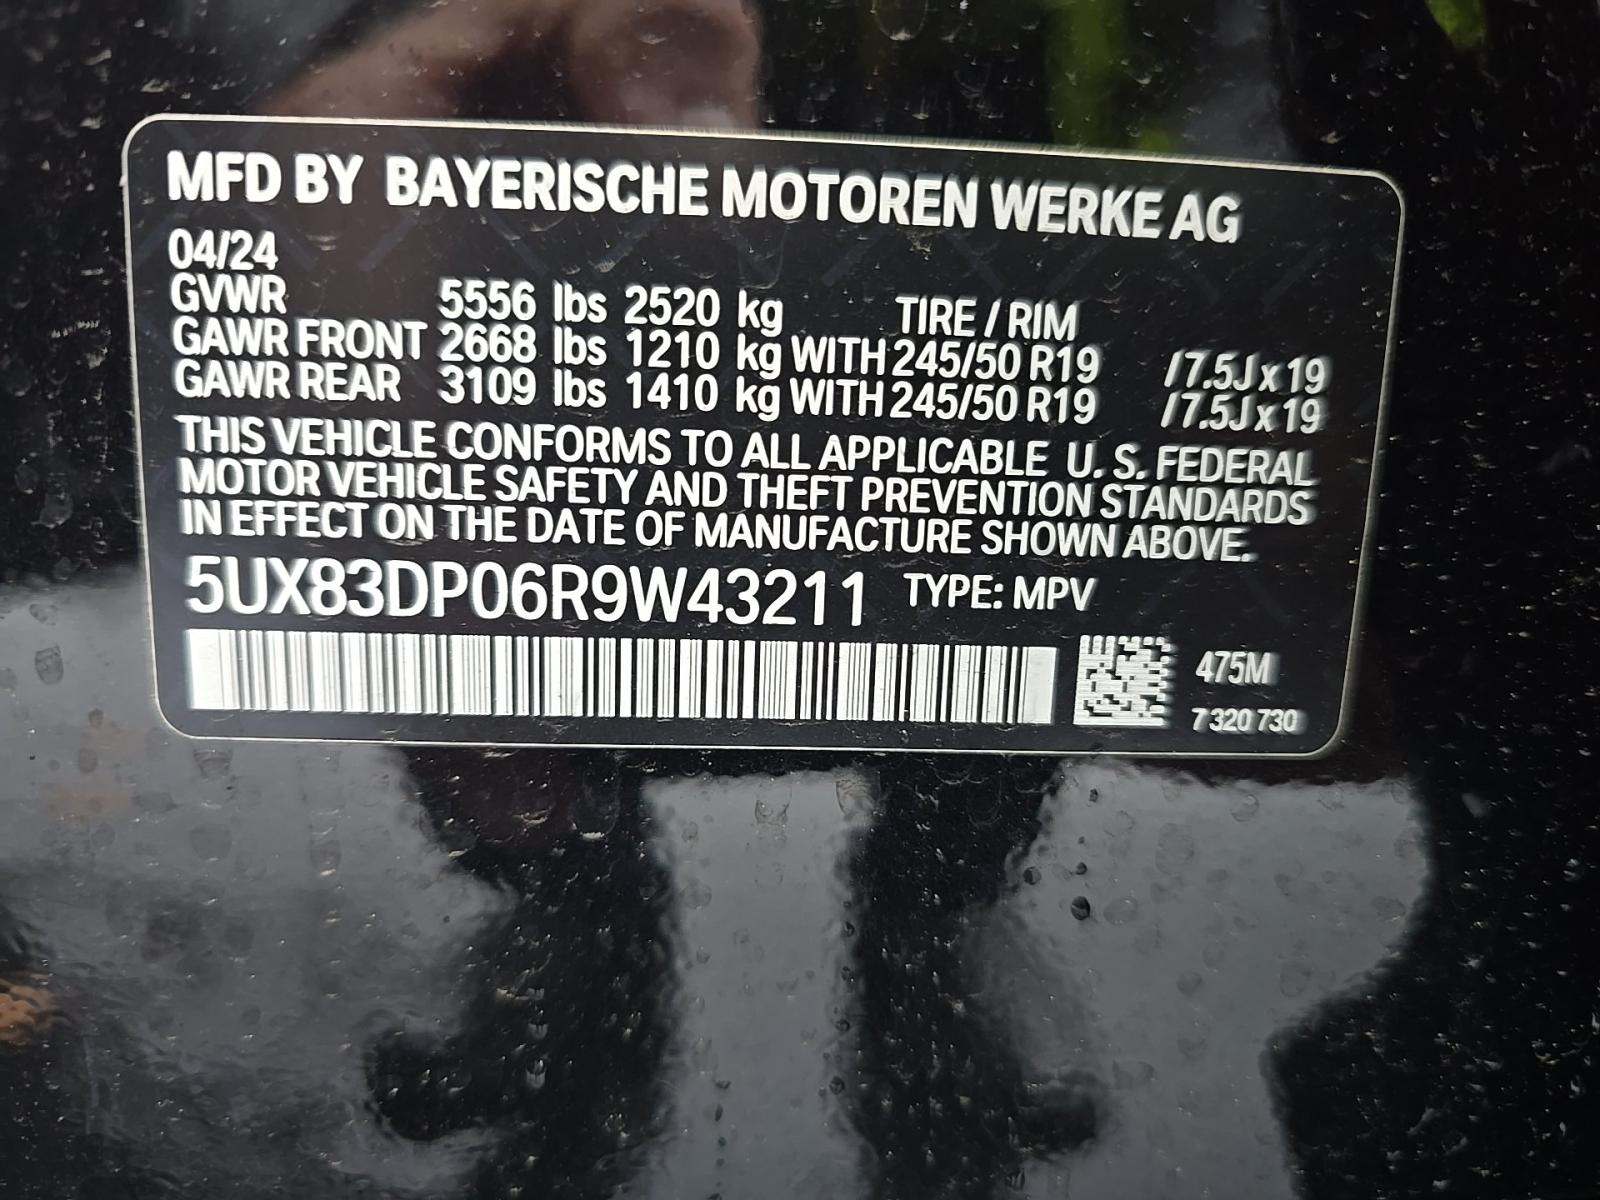 MFD BY BAYERISCHE MOTOREN WERKE AG
04/24
GVWR 5556 lbs 2520 kg TIRE / RIM
GAWR FRONT 2668 lbs 1210 kg WITH 245/50 R19 /7.5J x 19
GAWR REAR 3109 lbs 1410 kg WITH 245/50 R19 /7.5J x 19
THIS VEHICLE CONFORMS TO ALL APPLICABLE U. S. FEDERAL
MOTOR VEHICLE SAFETY AND THEFT PREVENTION STANDARDS
IN EFFECT ON THE DATE OF MANUFACTURE SHOWN ABOVE.
5UX83DP06R9W43211 TYPE: MPV
475M
7 320 730